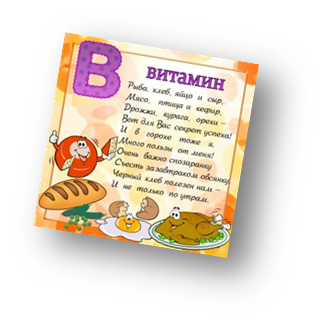 В
ВИТАМИН
Рыба, хлеб, яйцо и сыр,
Мясо, птица и кефир,
Дрожжи, курага, орехи –
Вот для Вас секрет успеха!
И в горохе тоже я.
Много пользы от меня!
Очень важно спозаранку
Съесть за завтраком овсянку.
Черный хлеб полезен нам –
И не только по утрам.